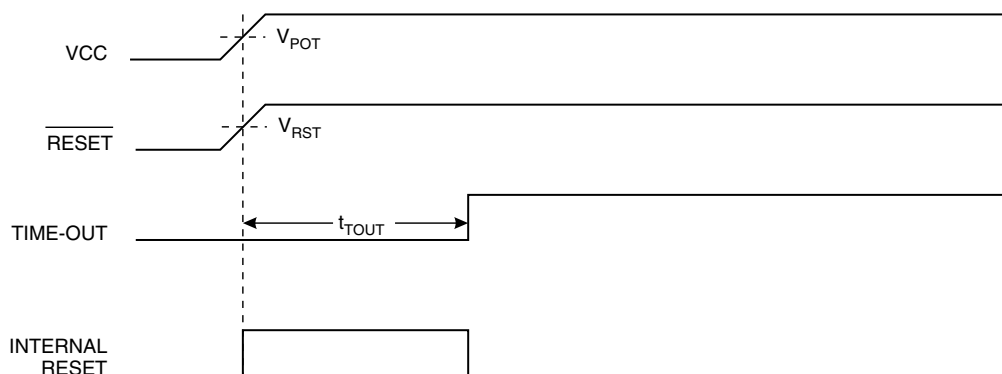 VCC
V_POT
RESET
V_RST
TIME-OUT
t_TOUT
INTERNAL
RESET